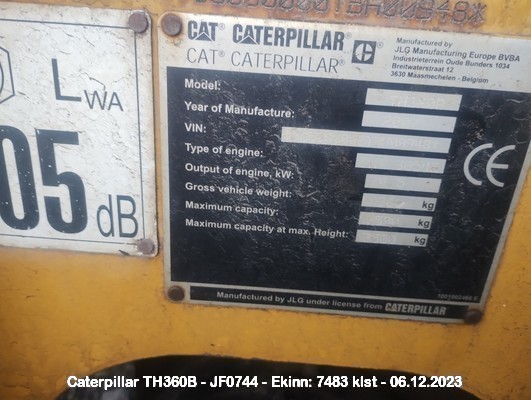 CAT CATERPILLAR
CAT CATERPILLAR
Manufactured by
JLG Manufacturing Europe BVBA
Industrieterrein Oude Bunders 1034
Breitwaterstraat 12
3630 Maasmechelen - Belgium
LWA
05 dB
Model:
Year of Manufacture:
VIN:
Type of engine:
Output of engine, kW:
Gross vehicle weight: kg
Maximum capacity: kg
Maximum capacity at max. Height: kg
CE
Manufactured by JLG under license from CATERPILLAR
Caterpillar TH360B - JF0744 - Ekinn: 7483 klst - 06.12.2023